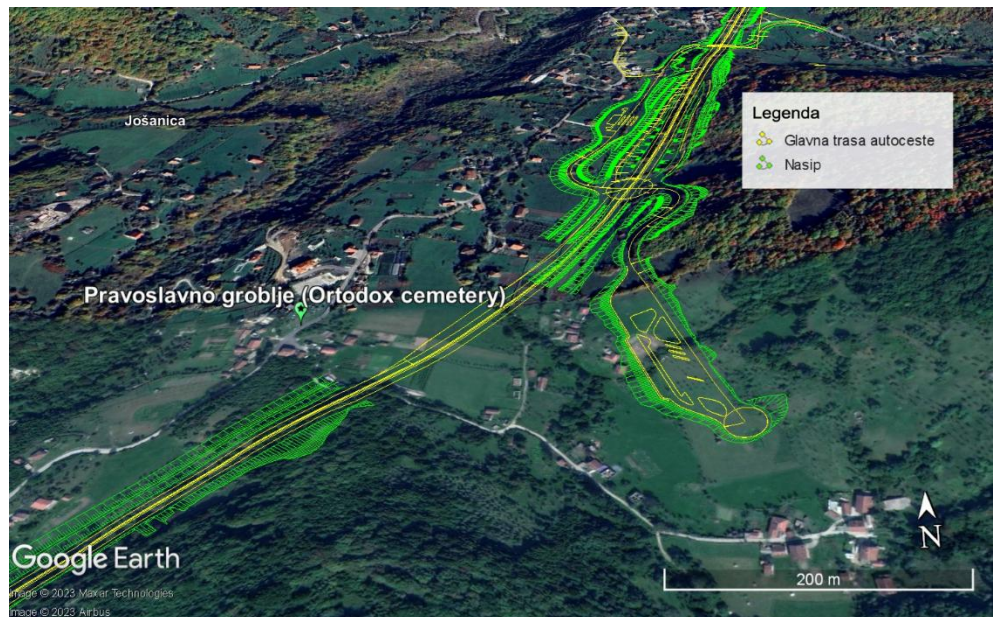 Legenda
Glavna trasa autoceste
Nasip
Jošanica
Pravoslavno groblje (Ortodox cemetery)
N
200 m
Google Earth
Image © 2023 Maxar Technologies
Image © 2023 Airbus